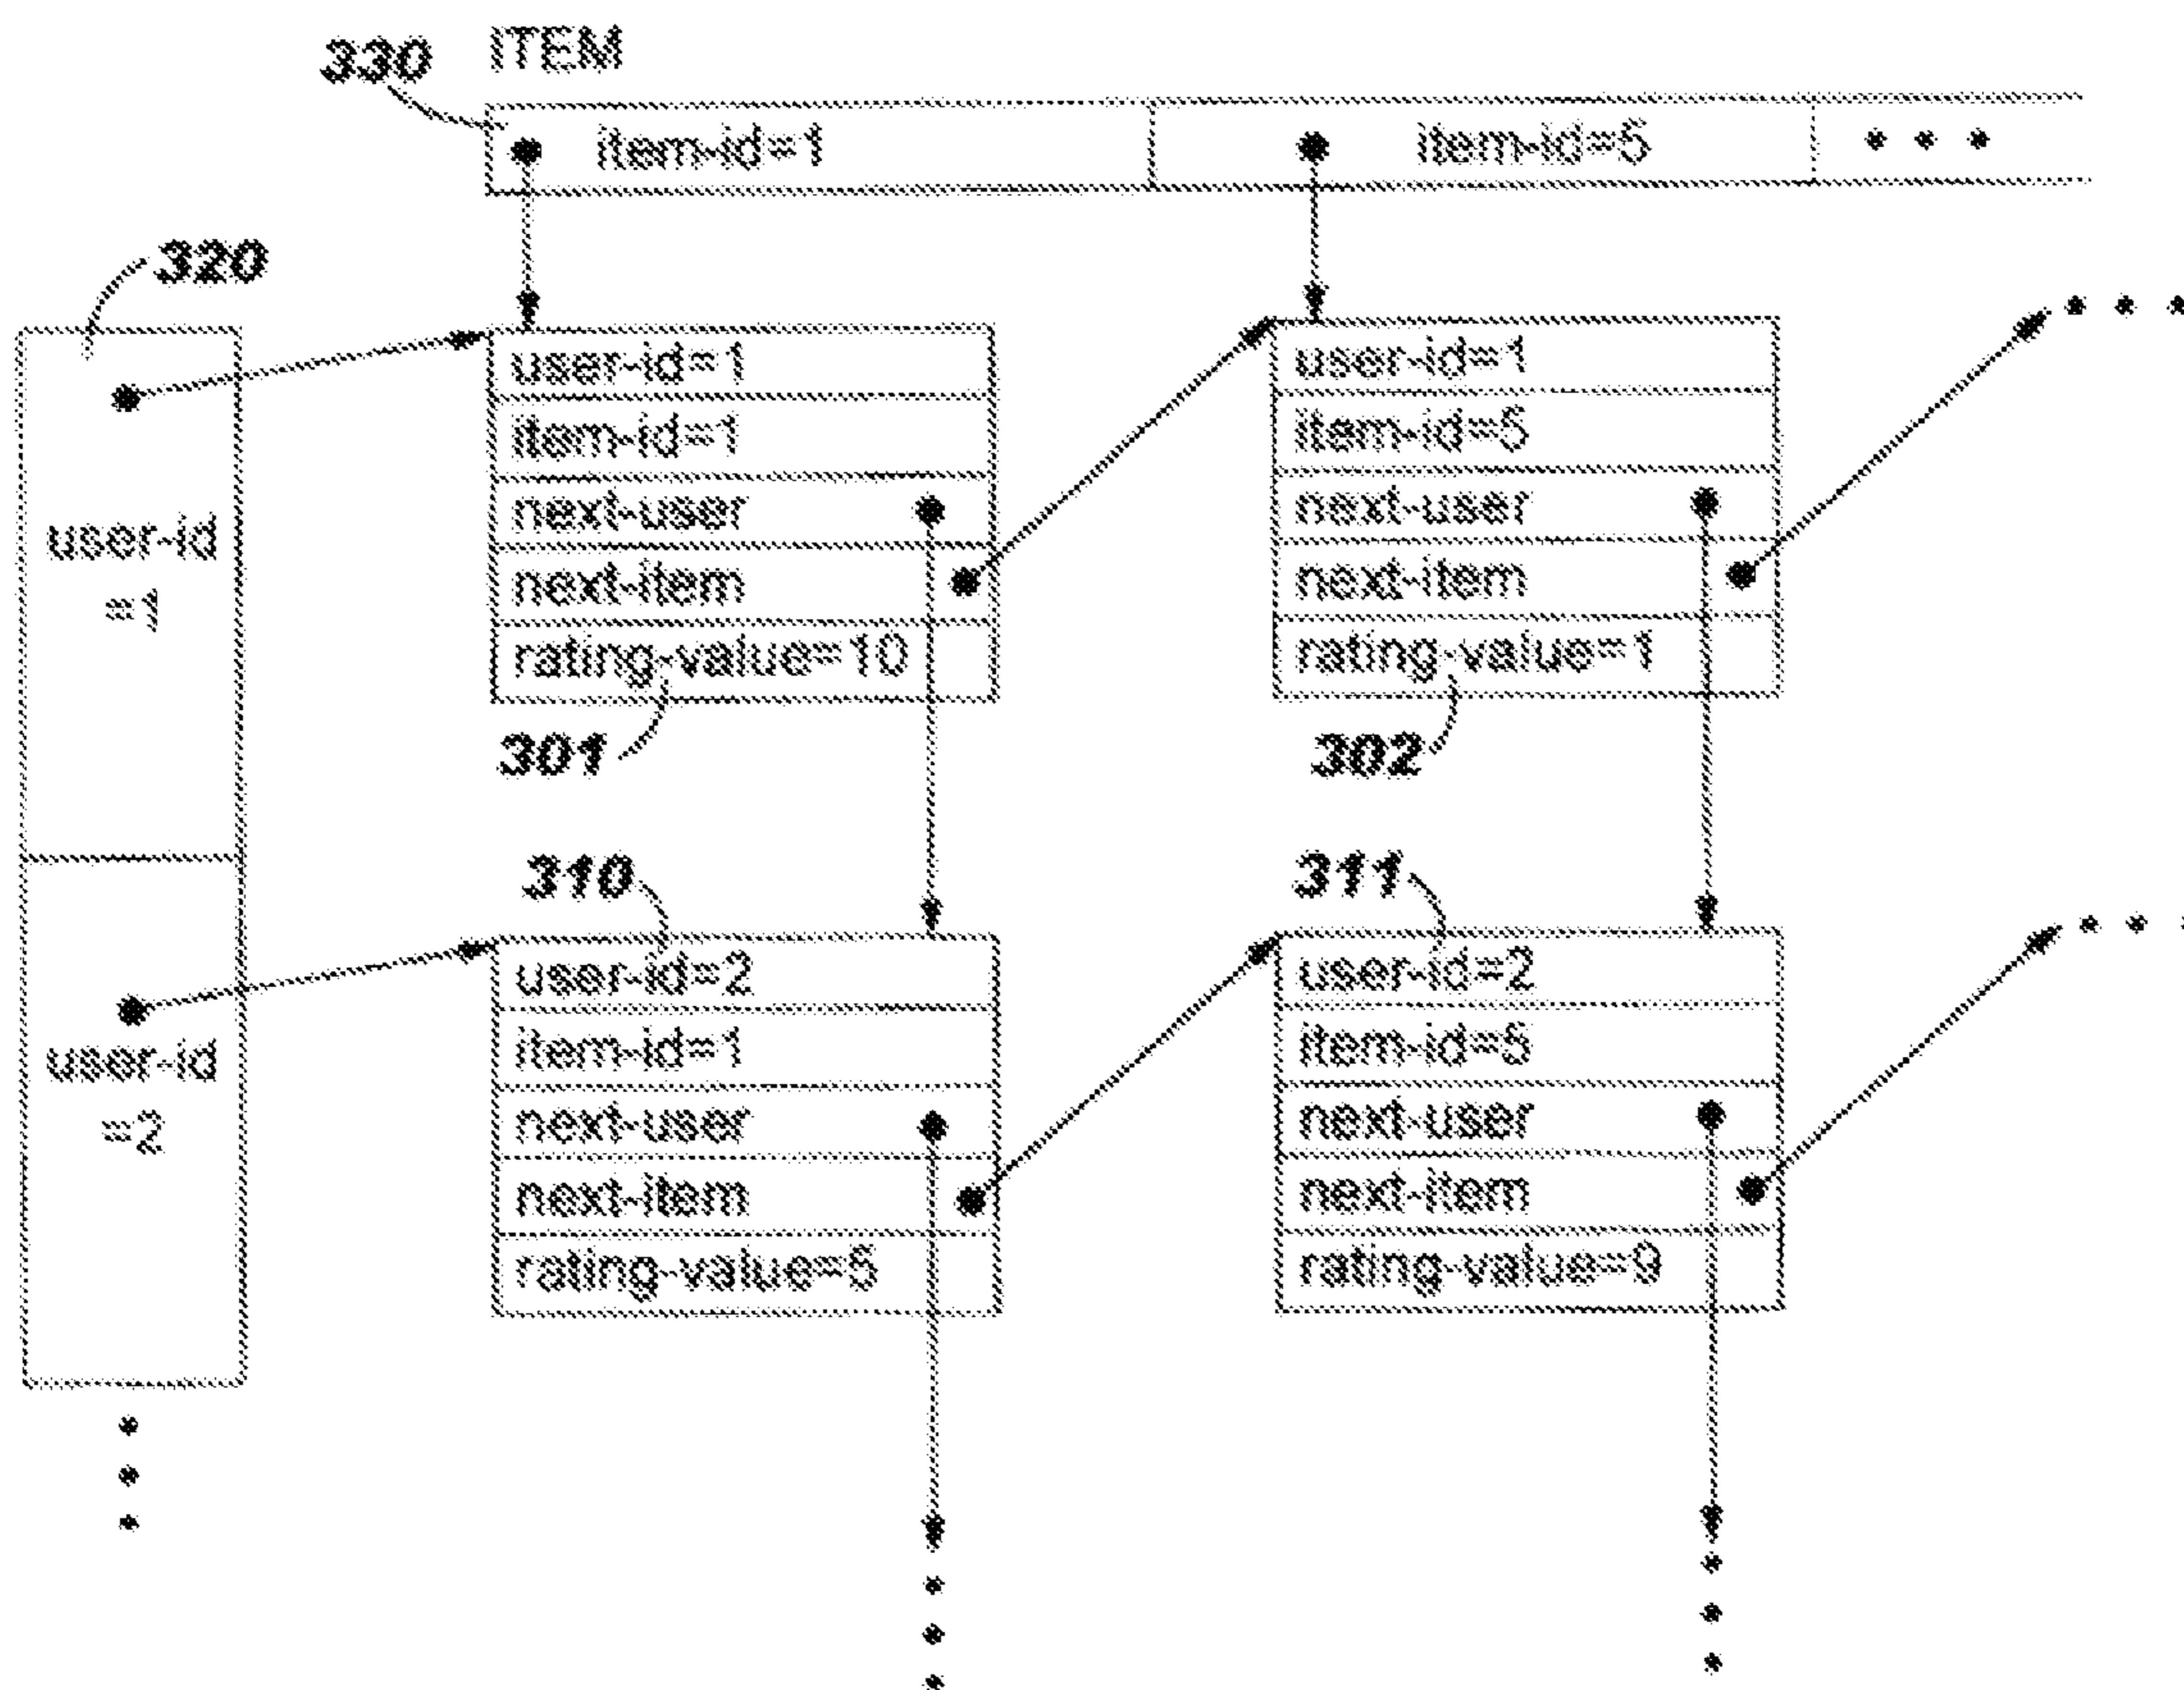 330
ITEM
item-id=1
item-id=5
320
user-id
=1
user-id=1
item-id=1
next-user
next-item
rating-value=10
301
user-id=1
item-id=5
next-user
next-item
rating-value=1
302
user-id
=2
310
user-id=2
item-id=1
next-user
next-item
rating-value=5
311
user-id=2
item-id=5
next-user
next-item
rating-value=9